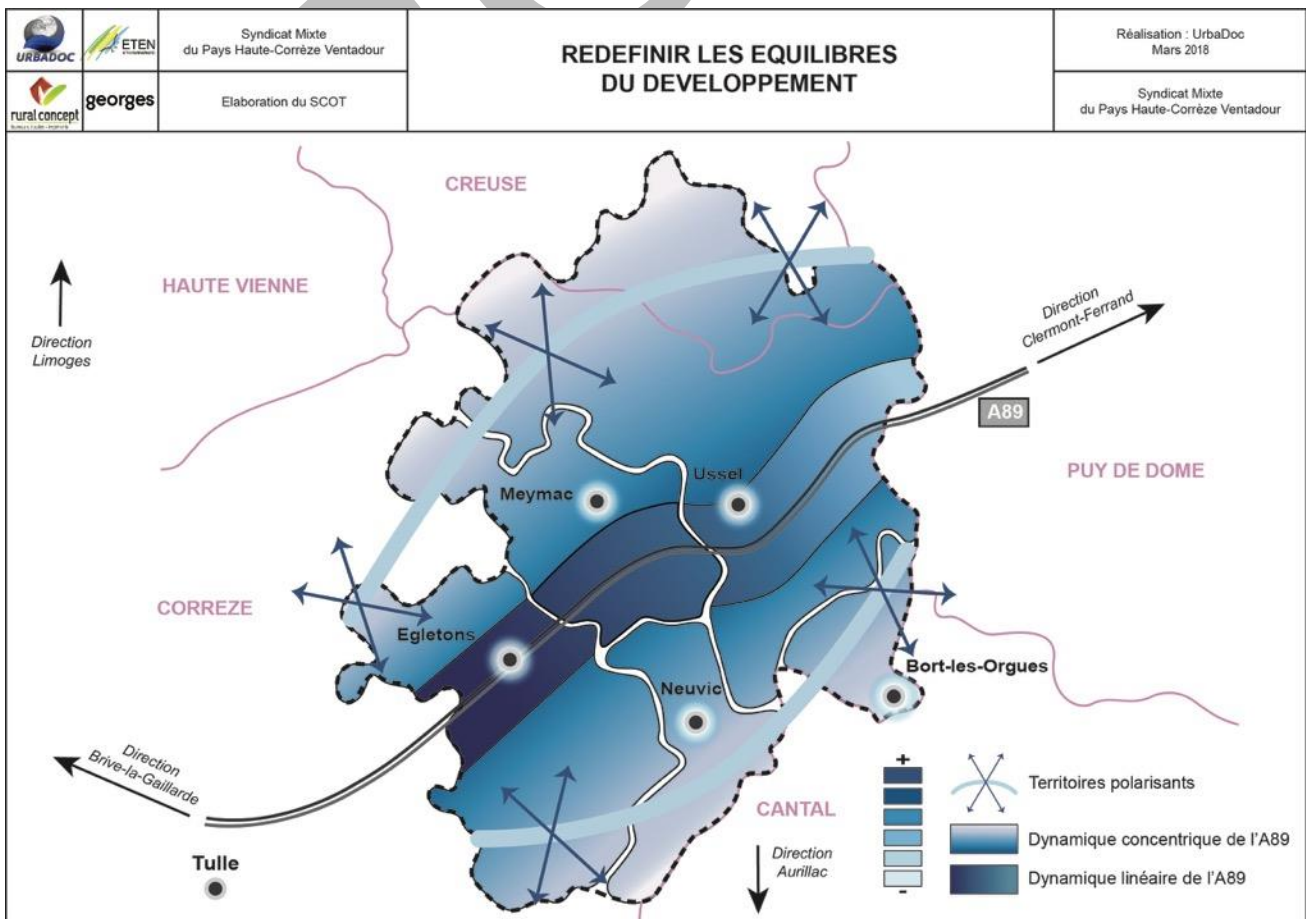 URBADOC
ETEN
Syndicat Mixte
du Pays Haute-Corrèze Ventadour
rural concept
georges
Elaboration du SCOT
REDEFINIR LES EQUILIBRES
DU DEVELOPPEMENT
Réalisation : UrbaDoc
Mars 2018
Syndicat Mixte
du Pays Haute-Corrèze Ventadour
CREUSE
HAUTE VIENNE
Direction
Limoges
Direction
Clermont-Ferrand
A89
PUY DE DOME
Meymac
Ussel
CORREZE
Egletons
Neuvic
Bort-les-Orgues
Direction
Brive-la-Gaillarde
Tulle
CANTAL
Direction
Aurillac
+
-
Territoires polarisants
Dynamique concentrique de l'A89
Dynamique linéaire de l'A89